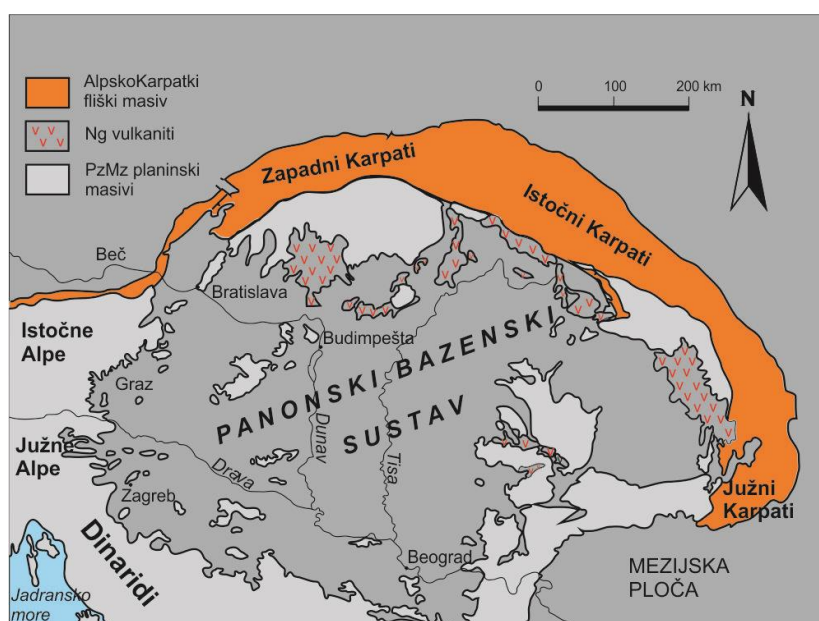 AlpskoKarpatki
fliški masiv
Ng vulkaniti
PzMz planinski
masivi
0 100 200 km
N
Zapadni Karpati
Istočni Karpati
Beč
Bratislava
Istočne
Alpe
Budimpešta
Graz
PANONSKI BAZENSKI
SUSTAV
Dunav
Tisa
Južne
Alpe
Drava
Zagreb
Južni
Karpati
Dinaridi
Beograd
MEZIJSKA
PLOČA
Jadransko
more